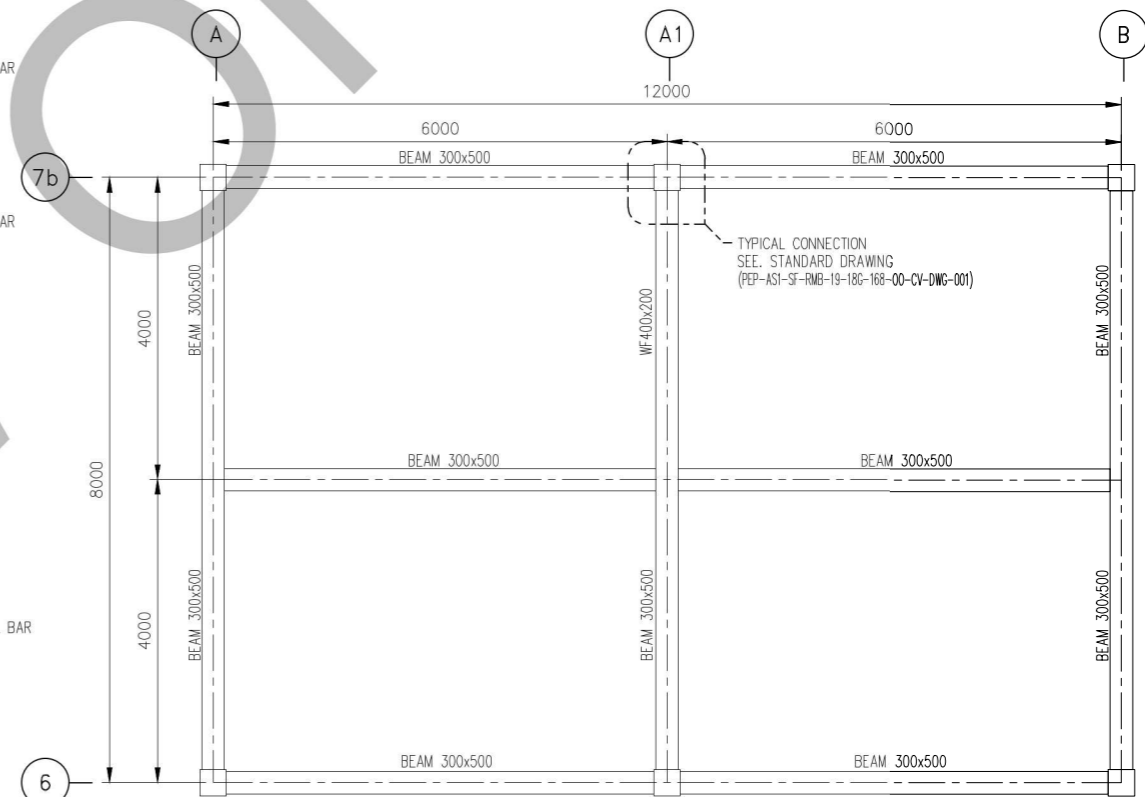 A
A1
B
AR
12000
6000
6000
BEAM 300x500
BEAM 300x500
7b
AR
TYPICAL CONNECTION
SEE. STANDARD DRAWING
(PEP-AS1-SF-RMB-19-18G-168-00-CV-DWG-001)
BEAM 300x500
4000
WF400x200
BEAM 300x500
BEAM 300x500
BEAM 300x500
8000
BEAM 300x500
4000
BEAM 300x500
BEAM 300x500
BAR
BEAM 300x500
BEAM 300x500
6